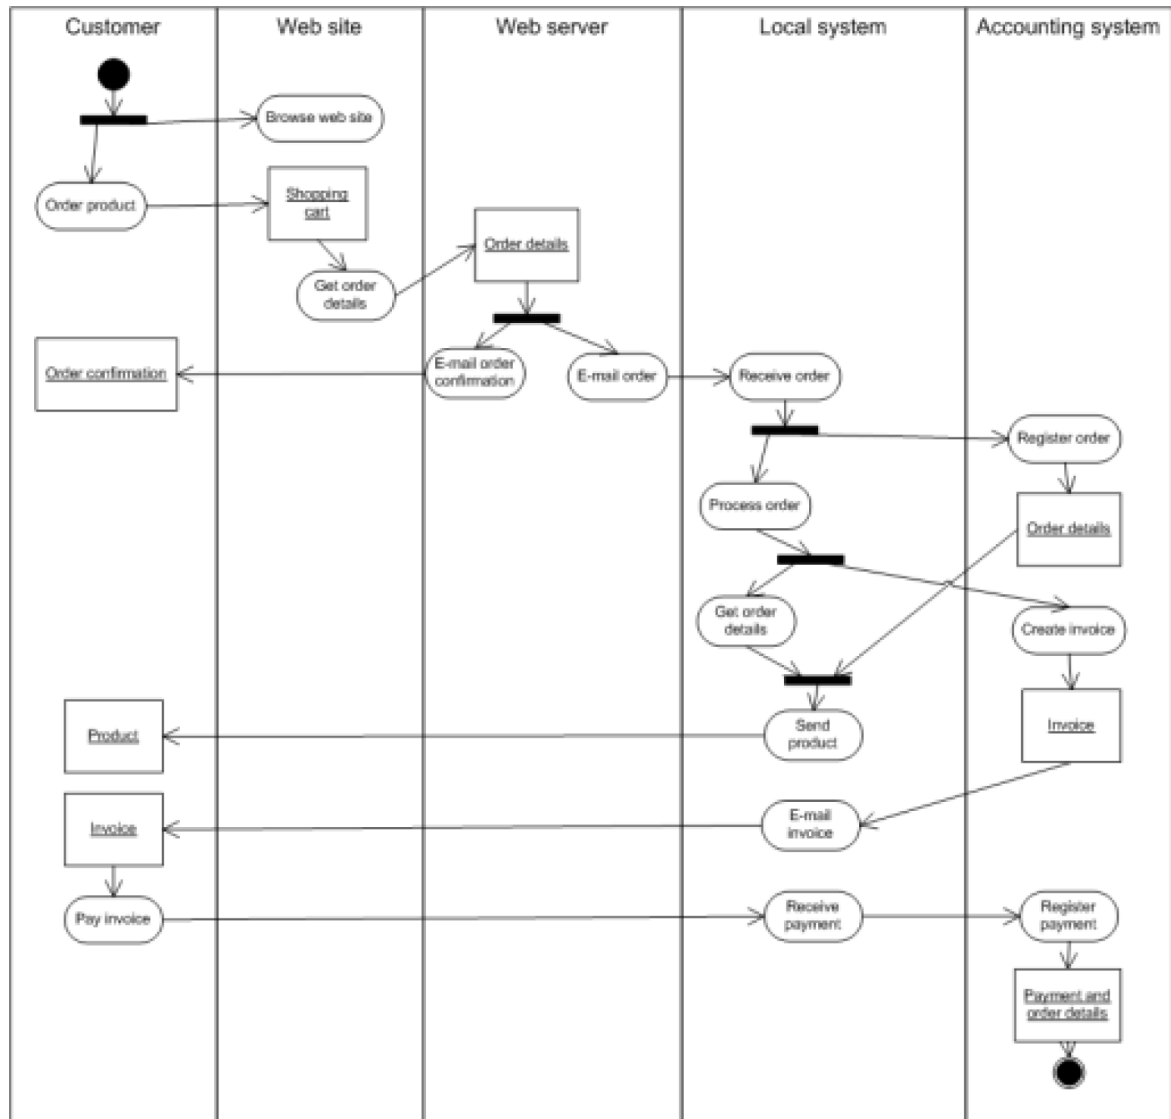 Customer
Web site
Web server
Local system
Accounting system
Browse web site
Order product
Shopping
cart
Order details
Get order
details
Order confirmation
E-mail order
confirmation
E-mail order
Receive order
Register order
Process order
Order details
Get order
details
Create invoice
Product
Send
product
Invoice
Invoice
E-mail
invoice
Pay invoice
Receive
payment
Register
payment
Payment and
order details